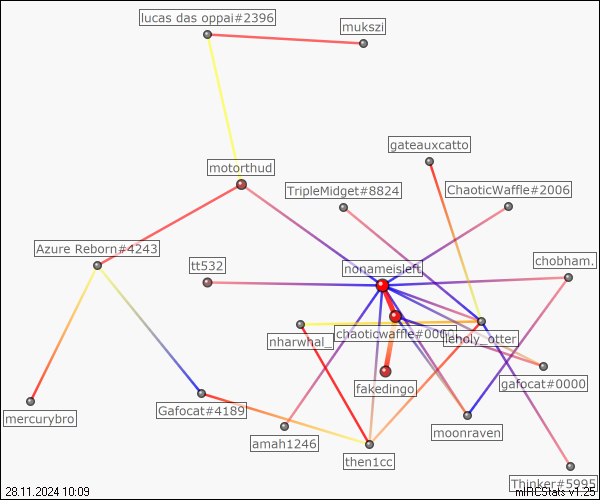 lucas das oppai#2396
mukszi
gateauxcatto
motorthud
TripleMidget#8824
ChaoticWaffle#2006
Azure Reborn#4243
tt532
nonameisleft
chobham.
nharwhal_
chaoticwaffle#0000
leholy_otter
fakedingo
gafocat#0000
mercurybro
Gafocat#4189
amah1246
moonraven
then1cc
Thinker#5995
28.11.2024 10:09
mIRCStats v1.25